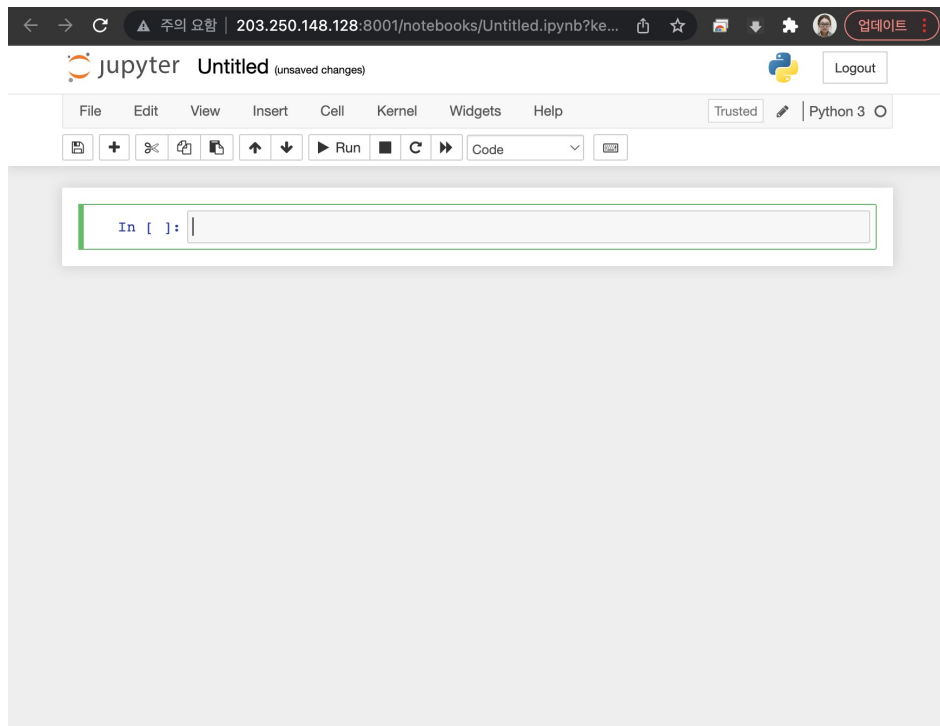 주의 요함 | 203.250.148.128:8001/notebooks/Untitled.ipynb?ke... 업데이트
jupyter Untitled (unsaved changes) Logout
File Edit View Insert Cell Kernel Widgets Help Trusted Python 3
Run Code
In [ ]: